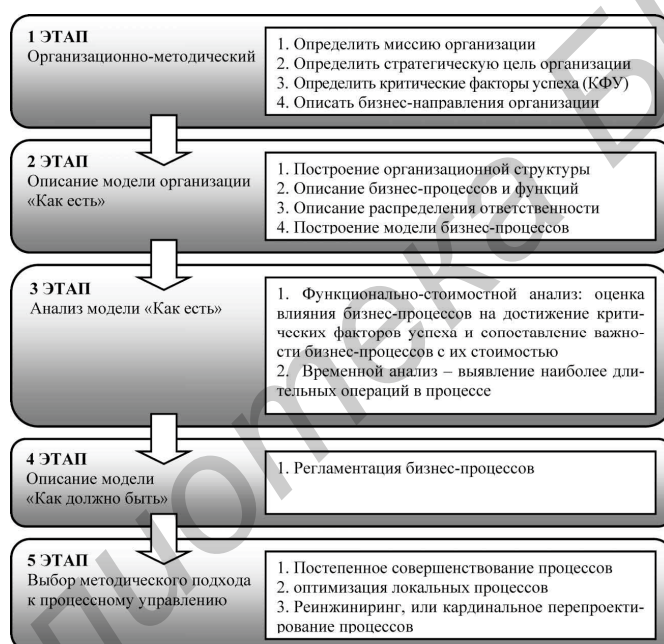 1 ЭТАП
Организационно-методический
1. Определить миссию организации
2. Определить стратегическую цель организации
3. Определить критические факторы успеха (КФУ)
4. Описать бизнес-направления организации
2 ЭТАП
Описание модели организации
«Как есть»
1. Построение организационной структуры
2. Описание бизнес-процессов и функций
3. Описание распределения ответственности
4. Построение модели бизнес-процессов
3 ЭТАП
Анализ модели «Как есть»
1. Функционально-стоимостной анализ: оценка
влияния бизнес-процессов на достижение крити-
ческих факторов успеха и сопоставление важно-
сти бизнес-процессов с их стоимостью
2. Временной анализ – выявление наиболее дли-
тельных операций в процессе
4 ЭТАП
Описание модели
«Как должно быть»
1. Регламентация бизнес-процессов
5 ЭТАП
Выбор методического подхода
к процессному управлению
1. Постепенное совершенствование процессов
2. оптимизация локальных процессов
3. Реинжиниринг, или кардинальное перепроекти-
рование процессов